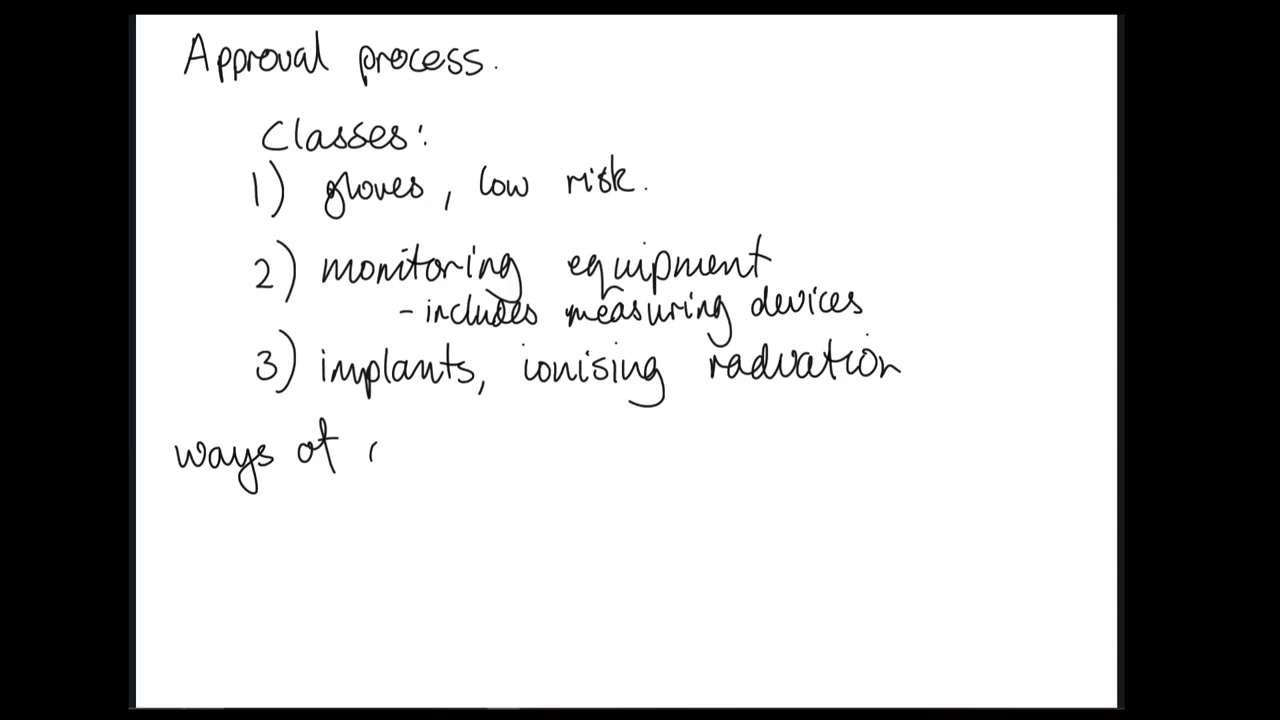 Approval process.
Classes:
1) gloves, low risk.
2) monitoring equipment
- includes measuring devices
3) implants, ionising radiation
ways of